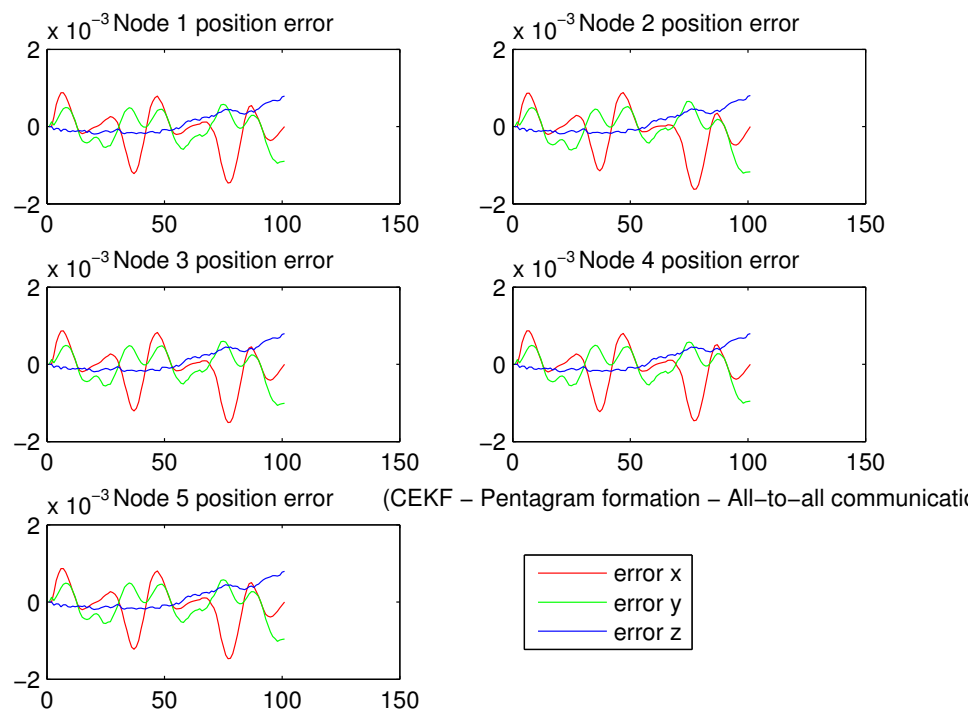 x 10⁻³ Node 1 position error
2
0
−2
0 50 100 150
x 10⁻³ Node 2 position error
2
0
−2
0 50 100 150
x 10⁻³ Node 3 position error
2
0
−2
0 50 100 150
x 10⁻³ Node 4 position error
2
0
−2
0 50 100 150
x 10⁻³ Node 5 position error
2
0
−2
0 50 100 150
(CEKF − Pentagram formation − All−to−all communicatio
error x
error y
error z